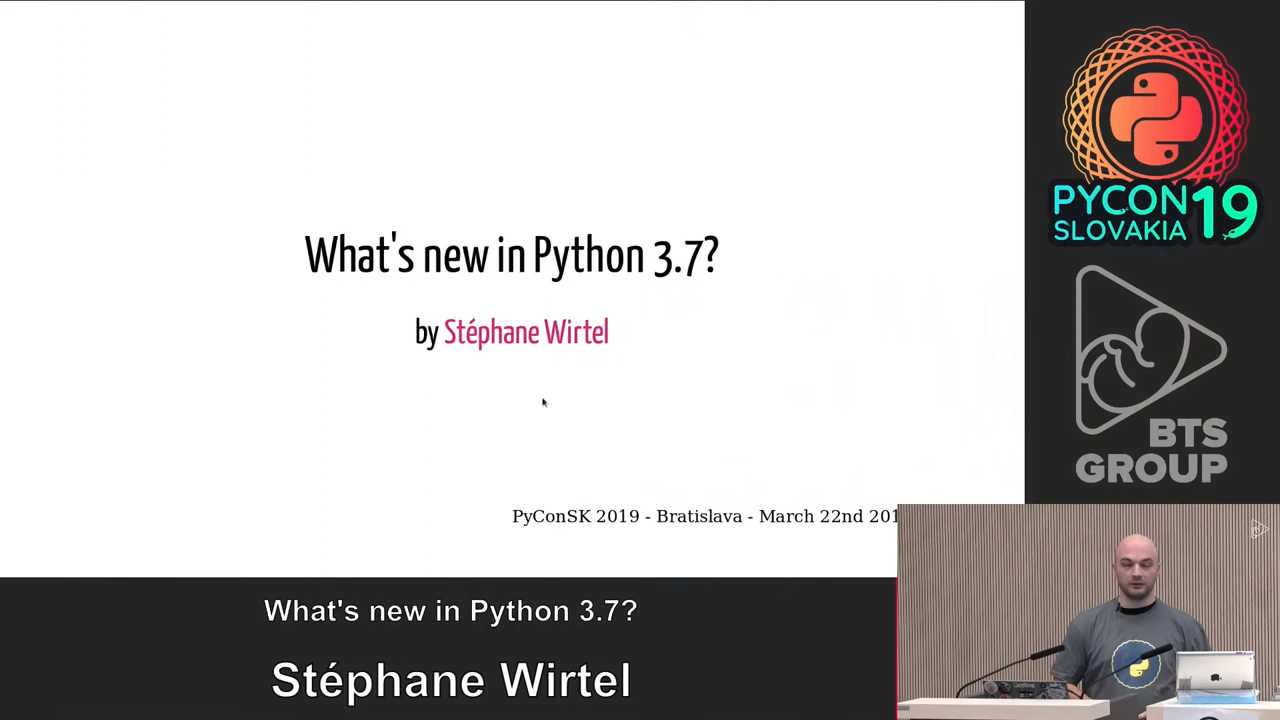 What's new in Python 3.7?
by Stéphane Wirtel
PyConSK 2019 - Bratislava - March 22nd 201
PYCON 19
SLOVAKIA
BTS
GROUP
What's new in Python 3.7?
Stéphane Wirtel